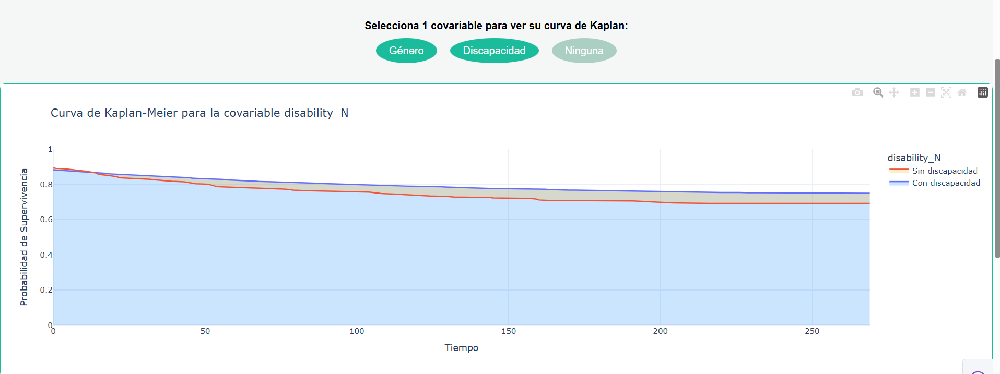 Selecciona 1 covariable para ver su curva de Kaplan:
Género Discapacidad Ninguna
Curva de Kaplan-Meier para la covariable disability_N
Probabilidad de Supervivencia
1
0.8
0.6
0.4
0.2
0
0 50 100 150 200 250
Tiempo
disability_N
Sin discapacidad
Con discapacidad